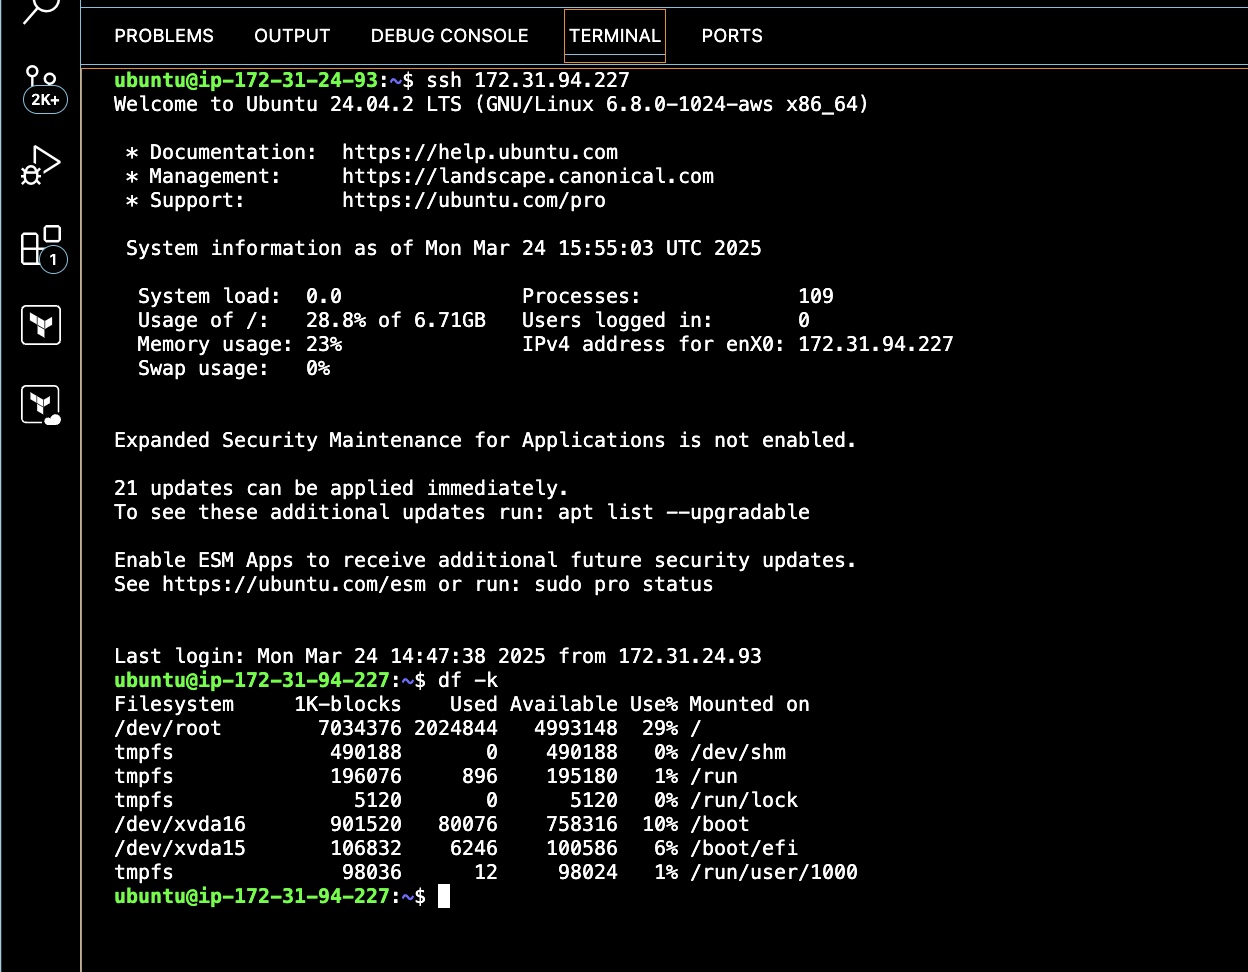 PROBLEMS OUTPUT DEBUG CONSOLE TERMINAL PORTS
2K+
1
ubuntu@ip-172-31-24-93:~$ ssh 172.31.94.227
Welcome to Ubuntu 24.04.2 LTS (GNU/Linux 6.8.0-1024-aws x86_64)
* Documentation:  https://help.ubuntu.com
* Management:     https://landscape.canonical.com
* Support:        https://ubuntu.com/pro
System information as of Mon Mar 24 15:55:03 UTC 2025
System load:  0.0               Processes:             109
Usage of /:   28.8% of 6.71GB   Users logged in:       0
Memory usage: 23%               IPv4 address for enX0: 172.31.94.227
Swap usage:   0%
Expanded Security Maintenance for Applications is not enabled.
21 updates can be applied immediately.
To see these additional updates run: apt list --upgradable
Enable ESM Apps to receive additional future security updates.
See https://ubuntu.com/esm or run: sudo pro status
Last login: Mon Mar 24 14:47:38 2025 from 172.31.24.93
ubuntu@ip-172-31-94-227:~$ df -k
Filesystem     1K-blocks    Used Available Use% Mounted on
/dev/root        7034376 2024844   4993148  29% /
tmpfs             490188       0    490188   0% /dev/shm
tmpfs             196076     896    195180   1% /run
tmpfs               5120       0      5120   0% /run/lock
/dev/xvda16       901520   80076    758316  10% /boot
/dev/xvda15       106832    6246    100586   6% /boot/efi
tmpfs              98036      12     98024   1% /run/user/1000
ubuntu@ip-172-31-94-227:~$